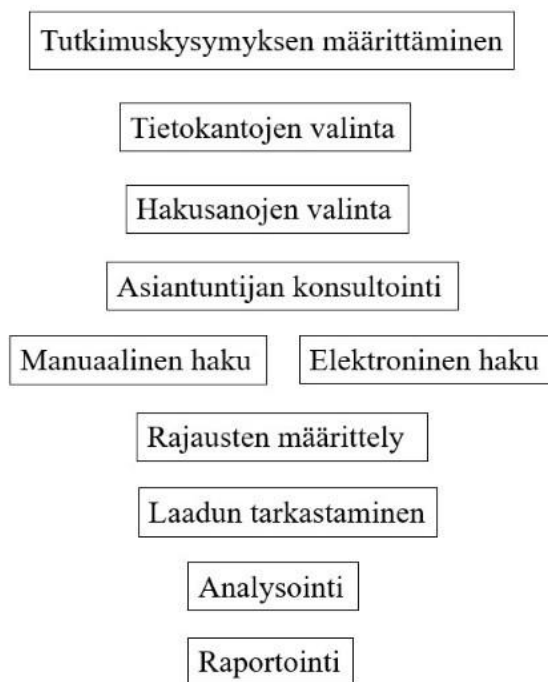 Tutkimuskysymyksen määrittäminen
Tietokantojen valinta
Hakusanojen valinta
Asiantuntijan konsultointi
Manuaalinen haku
Elektroninen haku
Rajausten määrittely
Laadun tarkastaminen
Analysointi
Raportointi